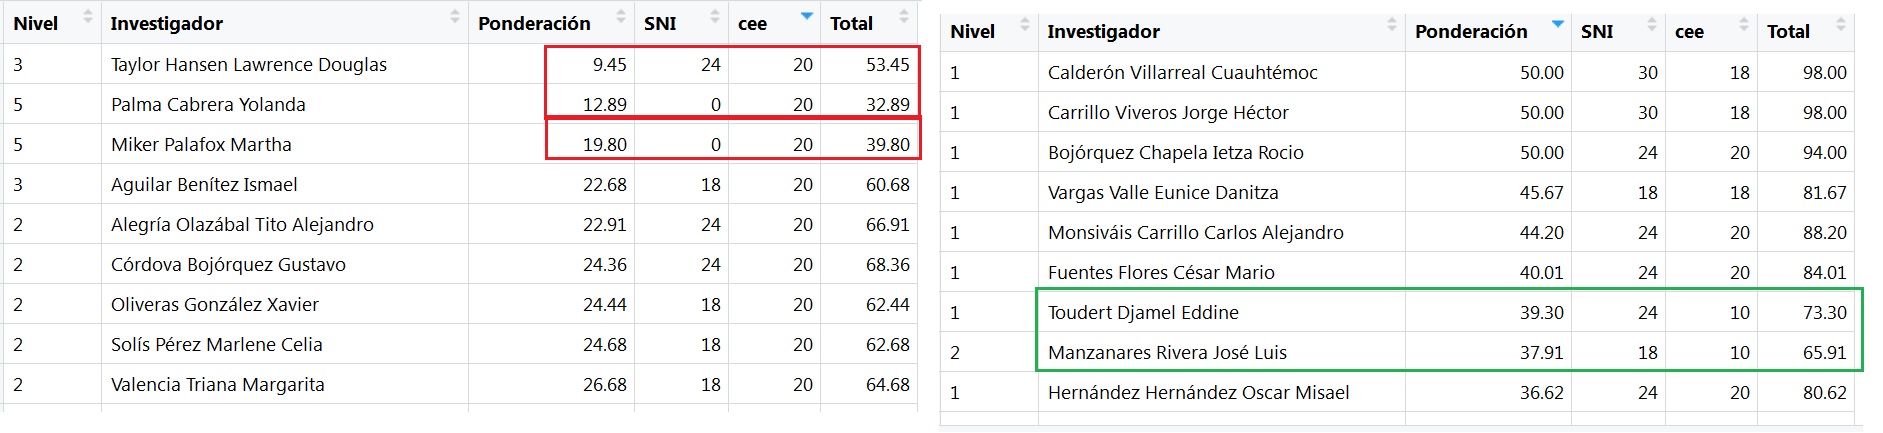 Nivel Investigador Ponderación SNI cee Total
3 Taylor Hansen Lawrence Douglas 9.45 24 20 53.45
5 Palma Cabrera Yolanda 12.89 0 20 32.89
5 Miker Palafox Martha 19.80 0 20 39.80
3 Aguilar Benítez Ismael 22.68 18 20 60.68
2 Alegría Olazábal Tito Alejandro 22.91 24 20 66.91
2 Córdova Bojórquez Gustavo 24.36 24 20 68.36
2 Oliveras González Xavier 24.44 18 20 62.44
2 Solís Pérez Marlene Celia 24.68 18 20 62.68
2 Valencia Triana Margarita 26.68 18 20 64.68
Nivel Investigador Ponderación SNI cee Total
1 Calderón Villarreal Cuauhtémoc 50.00 30 18 98.00
1 Carrillo Viveros Jorge Héctor 50.00 30 18 98.00
1 Bojórquez Chapela Ietza Rocio 50.00 24 20 94.00
1 Vargas Valle Eunice Danitza 45.67 18 18 81.67
1 Monsiváis Carrillo Carlos Alejandro 44.20 24 20 88.20
1 Fuentes Flores César Mario 40.01 24 20 84.01
1 Toudert Djamel Eddine 39.30 24 10 73.30
2 Manzanares Rivera José Luis 37.91 18 10 65.91
1 Hernández Hernández Oscar Misael 36.62 24 20 80.62